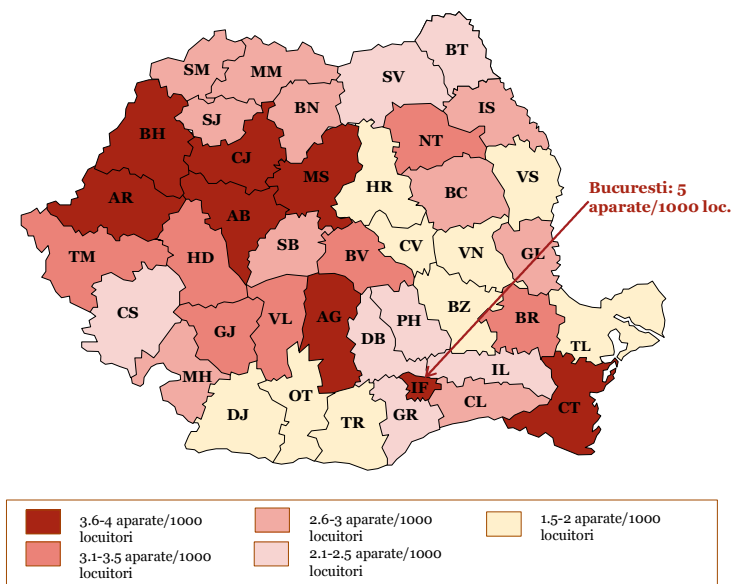 BT
SM
MM
SV
BN
IS
SJ
BH
NT
CJ
MS
HR
BC
VS
Bucuresti: 5
aparate/1000 loc.
AR
AB
SB
CV
VN
GL
TM
HD
BV
CS
BZ
GJ
VL
AG
PH
BR
DB
TL
MH
IL
IF
OT
CL
CT
DJ
TR
GR
3.6-4 aparate/1000
locuitori
3.1-3.5 aparate/1000
locuitori
2.6-3 aparate/1000
locuitori
2.1-2.5 aparate/1000
locuitori
1.5-2 aparate/1000
locuitori